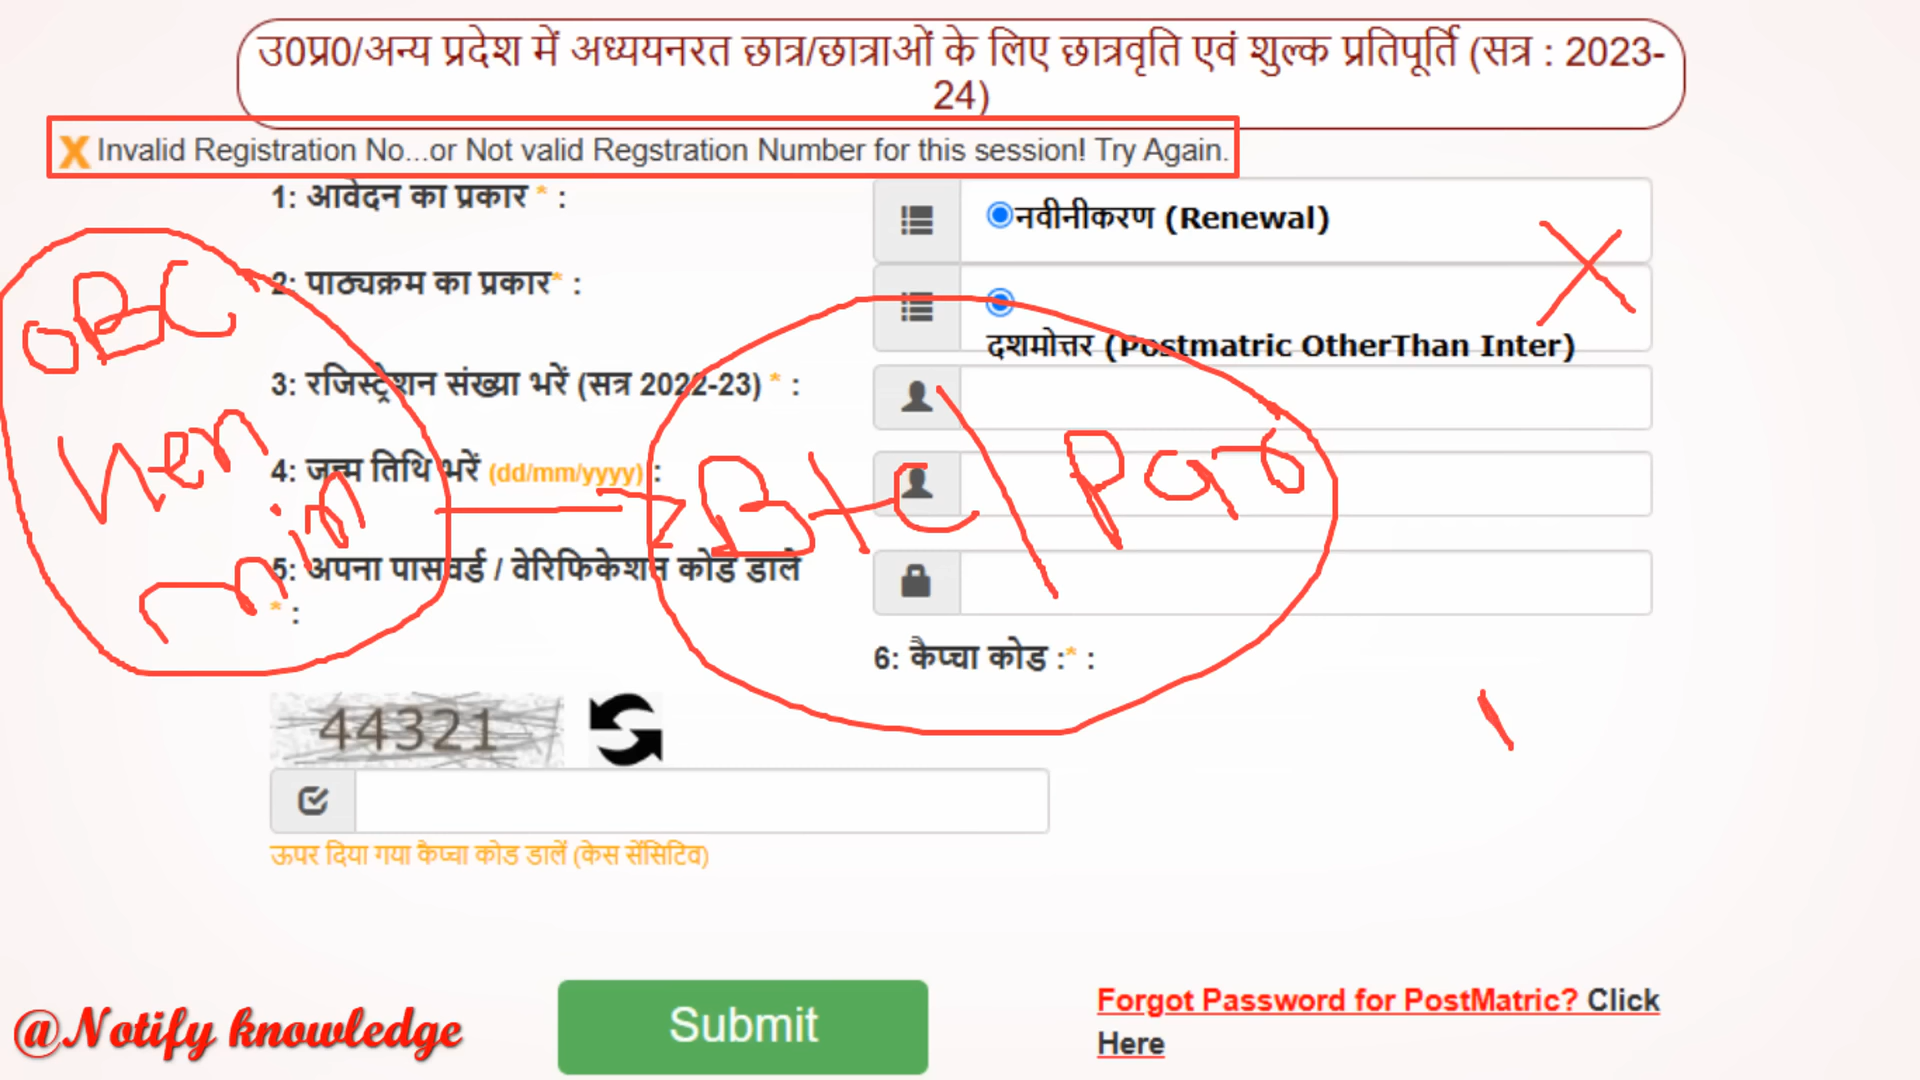 उ0प्र0/अन्य प्रदेश में अध्ययनरत छात्र/छात्राओं के लिए छात्रवृति एवं शुल्क प्रतिपूर्ति (सत्र : 2023-
24)
X Invalid Registration No...or Not valid Regstration Number for this session! Try Again.
1: आवेदन का प्रकार * :
नवीनीकरण (Renewal)
2: पाठ्यक्रम का प्रकार* :
दशमोत्तर (Postmatric OtherThan Inter)
3: रजिस्ट्रेशन संख्या भरें (सत्र 2022-23) * :
4: जन्म तिथि भरें (dd/mm/yyyy) :
5: अपना पासवर्ड / वेरिफिकेशन कोड डाले
* :
6: कैप्चा कोड :* :
OBC
min
44321
ऊपर दिया गया कैप्चा कोड डालें (केस सेंसिटिव)
Submit
Forgot Password for PostMatric? Click
Here
@Notify knowledge